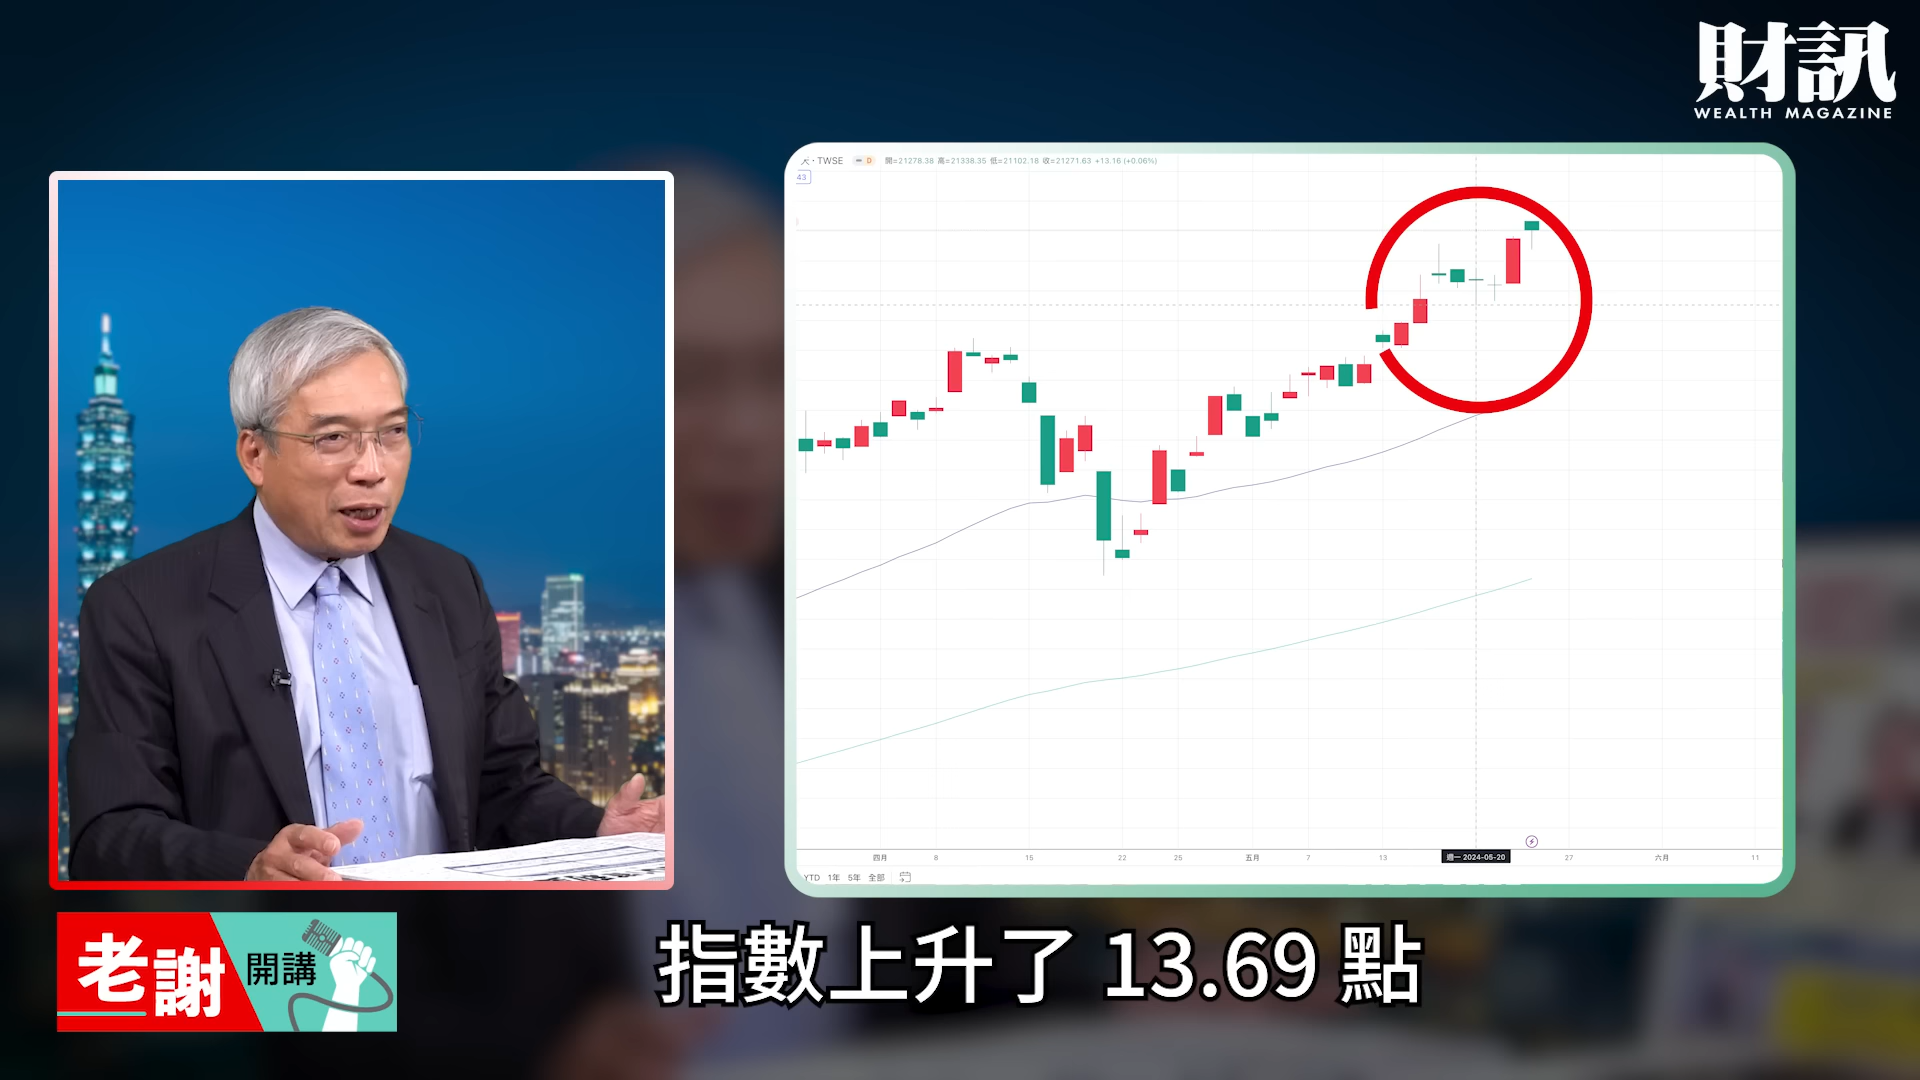 財訊
WEALTH MAGAZINE
· TWSE D 開=21278.38 高=21338.35 低=21102.18 收=21271.63 +13.16 (+0.06%)
43
四月 8 15 22 25 五月 7 13 週一 2024-05-20 27 六月 11
YTD 1年 5年 全部
老謝 開講
指數上升了 13.69 點